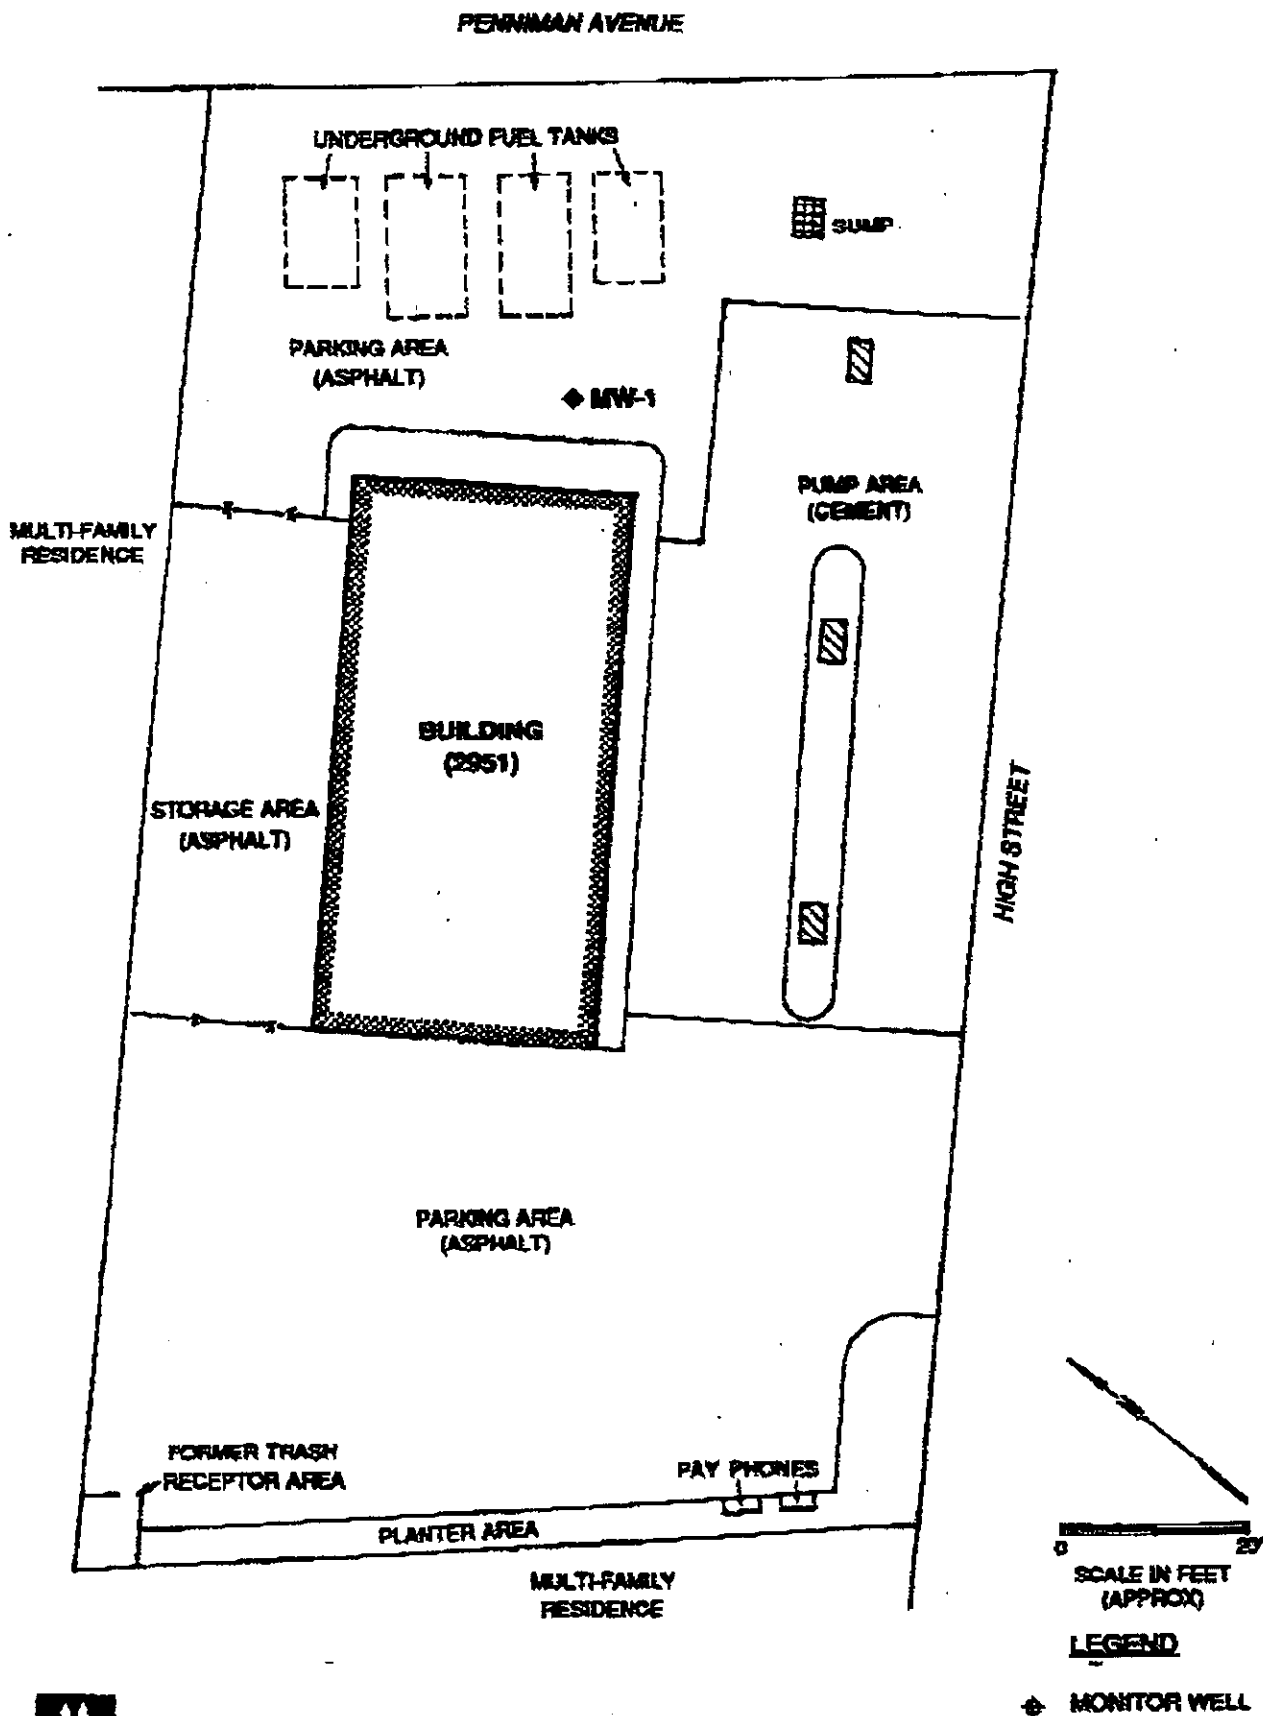 PENNIMAN AVENUE
UNDERGROUND FUEL TANKS
SUMP
PARKING AREA
(ASPHALT)
MW-1
PUMP AREA
(CEMENT)
MULTI-FAMILY
RESIDENCE
BUILDING
(2951)
STORAGE AREA
(ASPHALT)
HIGH STREET
PARKING AREA
(ASPHALT)
FORMER TRASH
RECEPTOR AREA
PAY PHONES
PLANTER AREA
MULTI-FAMILY
RESIDENCE
0 20'
SCALE IN FEET
(APPROX)
LEGEND
MONITOR WELL